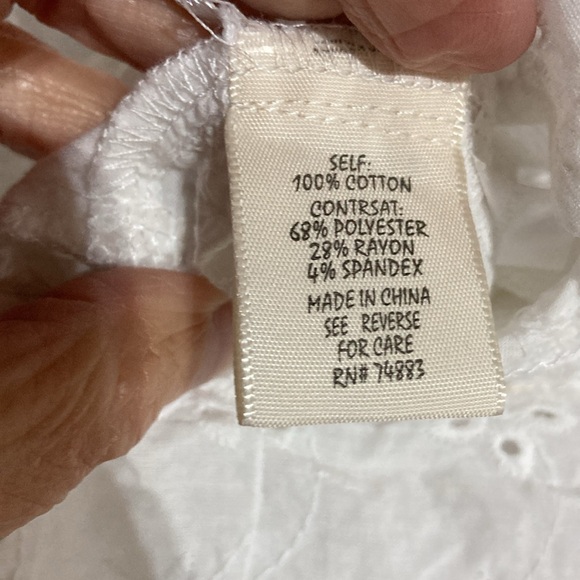 SELF:
100% COTTON
CONTRSAT:
68% POLYESTER
28% RAYON
4% SPANDEX
MADE IN CHINA
SEE REVERSE
FOR CARE
RN# 74883